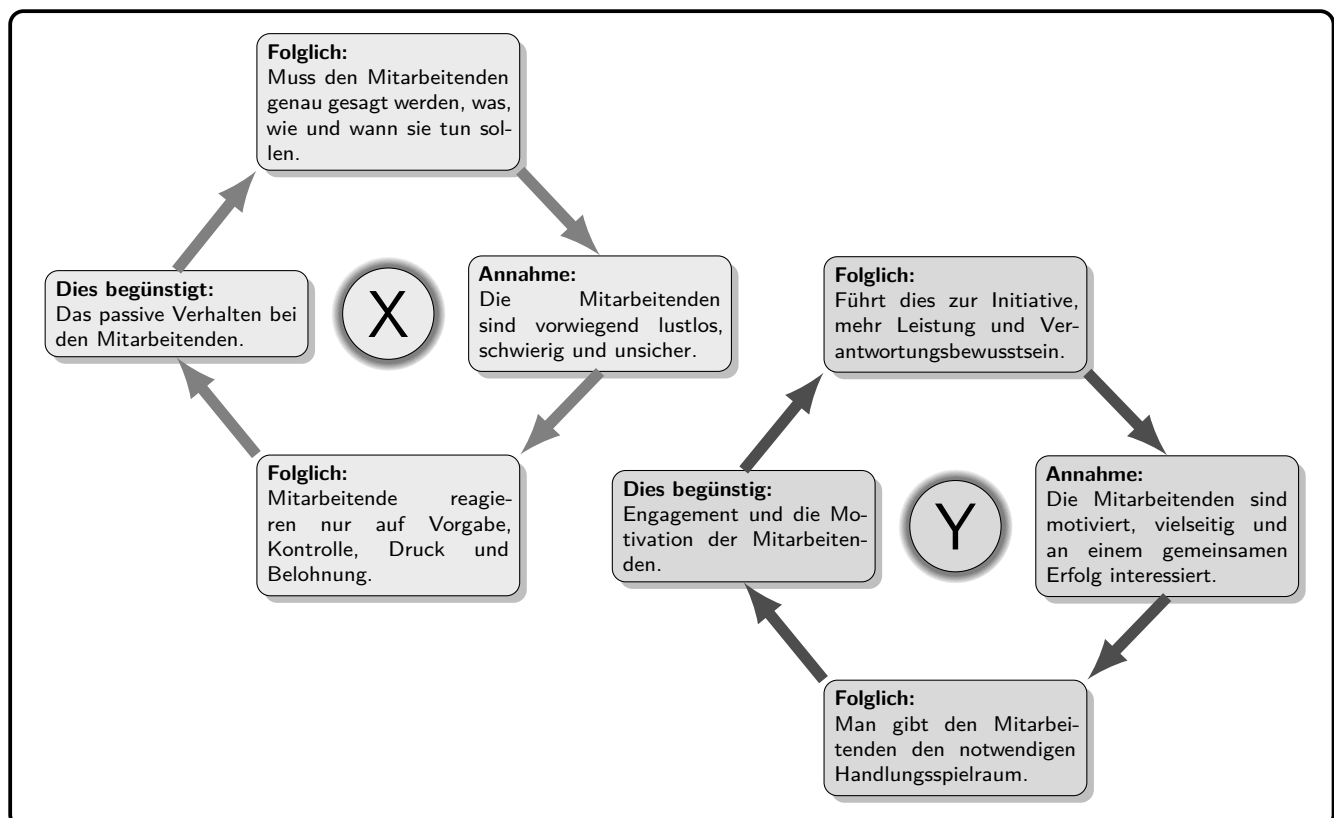 Folglich:
Muss den Mitarbeitenden
genau gesagt werden, was,
wie und wann sie tun sol-
len.
Dies begünstigt:
Das passive Verhalten bei
den Mitarbeitenden.
X
Annahme:
Die Mitarbeitenden
sind vorwiegend lustlos,
schwierig und unsicher.
Folglich:
Mitarbeitende reagie-
ren nur auf Vorgabe,
Kontrolle, Druck und
Belohnung.
Folglich:
Führt dies zur Initiative,
mehr Leistung und Ver-
antwortungsbewusstsein.
Dies begünstig:
Engagement und die Mo-
tivation der Mitarbeiten-
den.
Y
Annahme:
Die Mitarbeitenden sind
motiviert, vielseitig und
an einem gemeinsamen
Erfolg interessiert.
Folglich:
Man gibt den Mitarbei-
tenden den notwendigen
Handlungsspielraum.